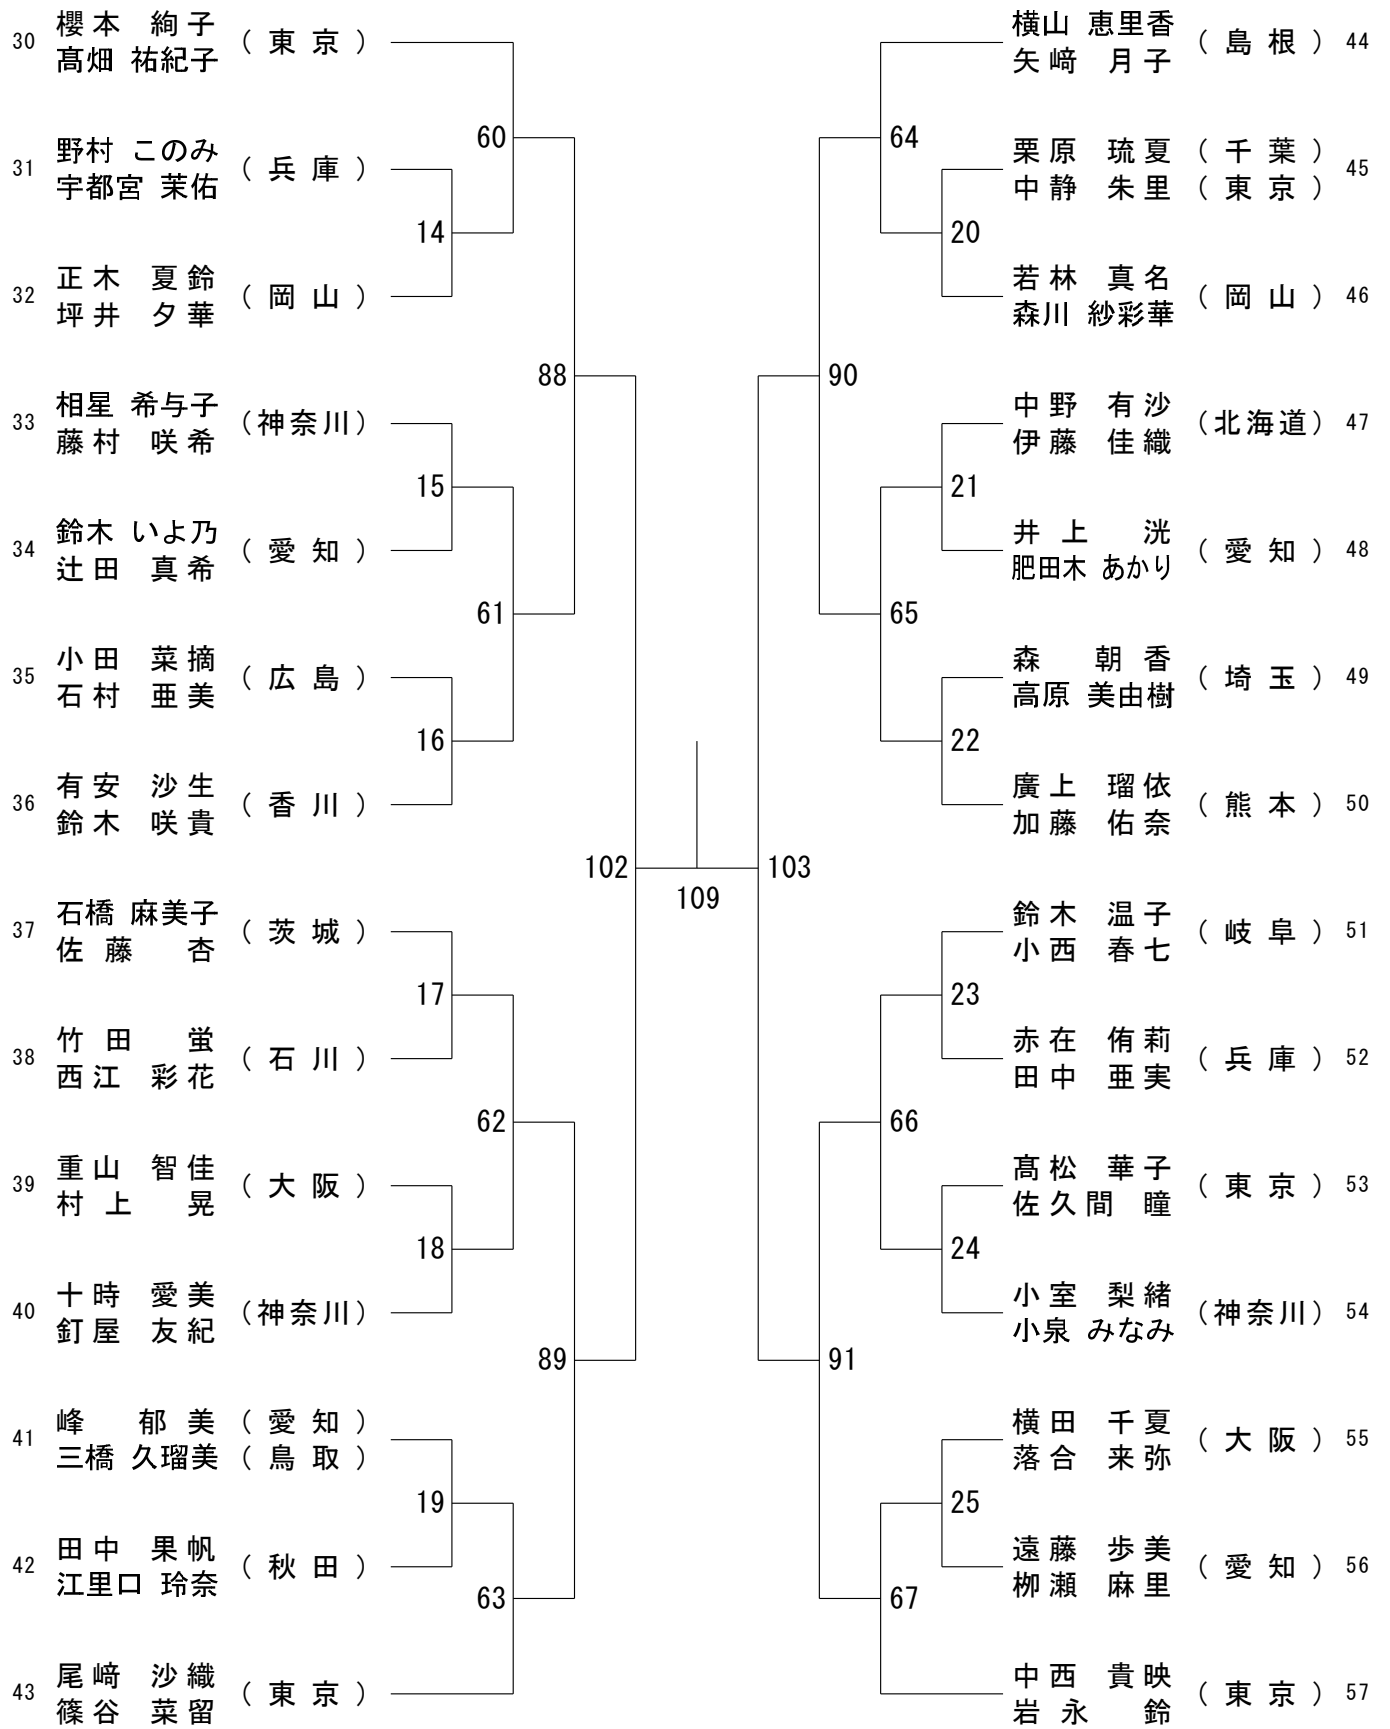 30 櫻本 絢子 (東京)
髙畑 祐紀子
60
31 野村 このみ (兵庫)
宇都宮 茉佑
14
32 正木 夏鈴 (岡山)
坪井 夕華
88
33 相星 希与子 (神奈川)
藤村 咲希
15
34 鈴木 いよ乃 (愛知)
辻田 真希
61
35 小田 菜摘 (広島)
石村 亜美
16
36 有安 沙生 (香川)
鈴木 咲貴
102
37 石橋 麻美子 (茨城)
佐藤 杏
17
38 竹田 蛍 (石川)
西江 彩花
62
39 重山 智佳 (大阪)
村上 晃
18
40 十時 愛美 (神奈川)
釘屋 友紀
89
41 峰 郁美 (愛知)
三橋 久瑠美 (鳥取)
19
42 田中 果帆 (秋田)
江里口 玲奈
63
43 尾﨑 沙織 (東京)
篠谷 菜留
109
横山 恵里香 (島根) 44
矢﨑 月子
64
栗原 琉夏 (千葉) 45
中静 朱里 (東京)
20
若林 真名 (岡山) 46
森川 紗彩華
90
中野 有沙 (北海道) 47
伊藤 佳織
21
井上 洸 (愛知) 48
肥田木 あかり
65
森 朝香 (埼玉) 49
高原 美由樹
22
廣上 瑠依 (熊本) 50
加藤 佑奈
103
鈴木 温子 (岐阜) 51
小西 春七
23
赤在 侑莉 (兵庫) 52
田中 亜実
66
髙松 華子 (東京) 53
佐久間 瞳
24
小室 梨緒 (神奈川) 54
小泉 みなみ
91
横田 千夏 (大阪) 55
落合 来弥
25
遠藤 歩美 (愛知) 56
栁瀬 麻里
67
中西 貴映 (東京) 57
岩永 鈴